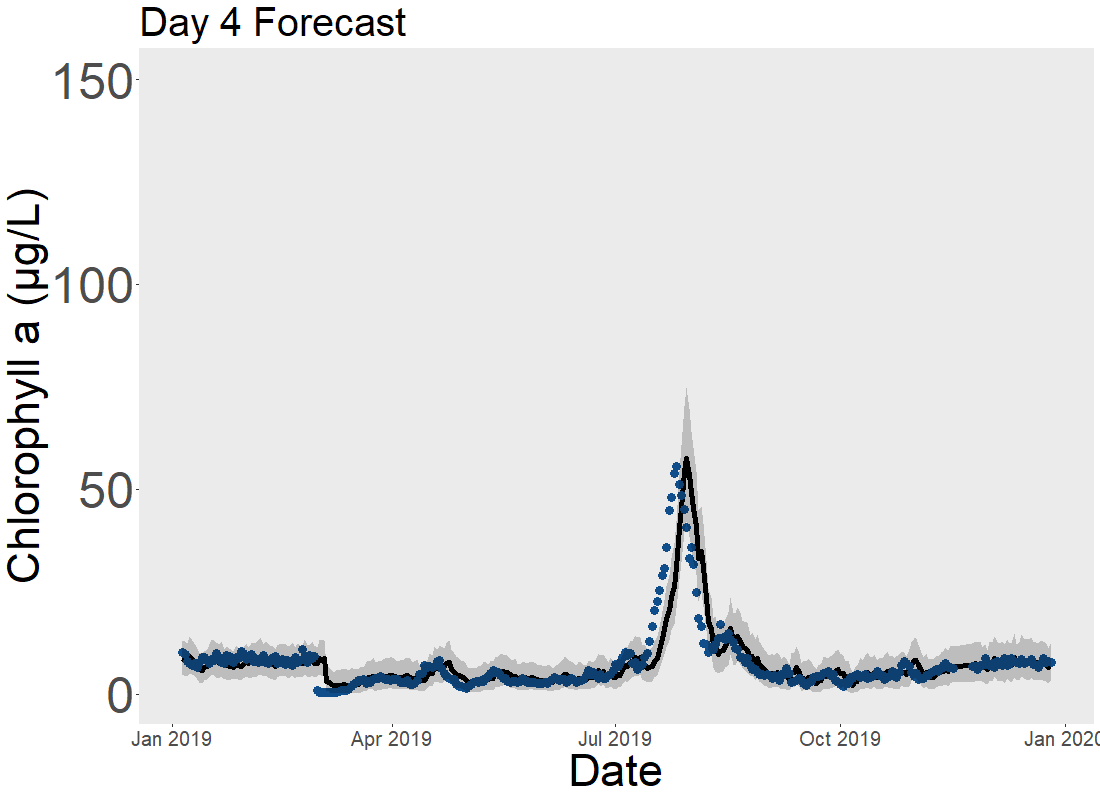 Day 4 Forecast
Chlorophyll a (µg/L)
150
100
50
0
Jan 2019
Apr 2019
Jul 2019
Oct 2019
Jan 2020
Date